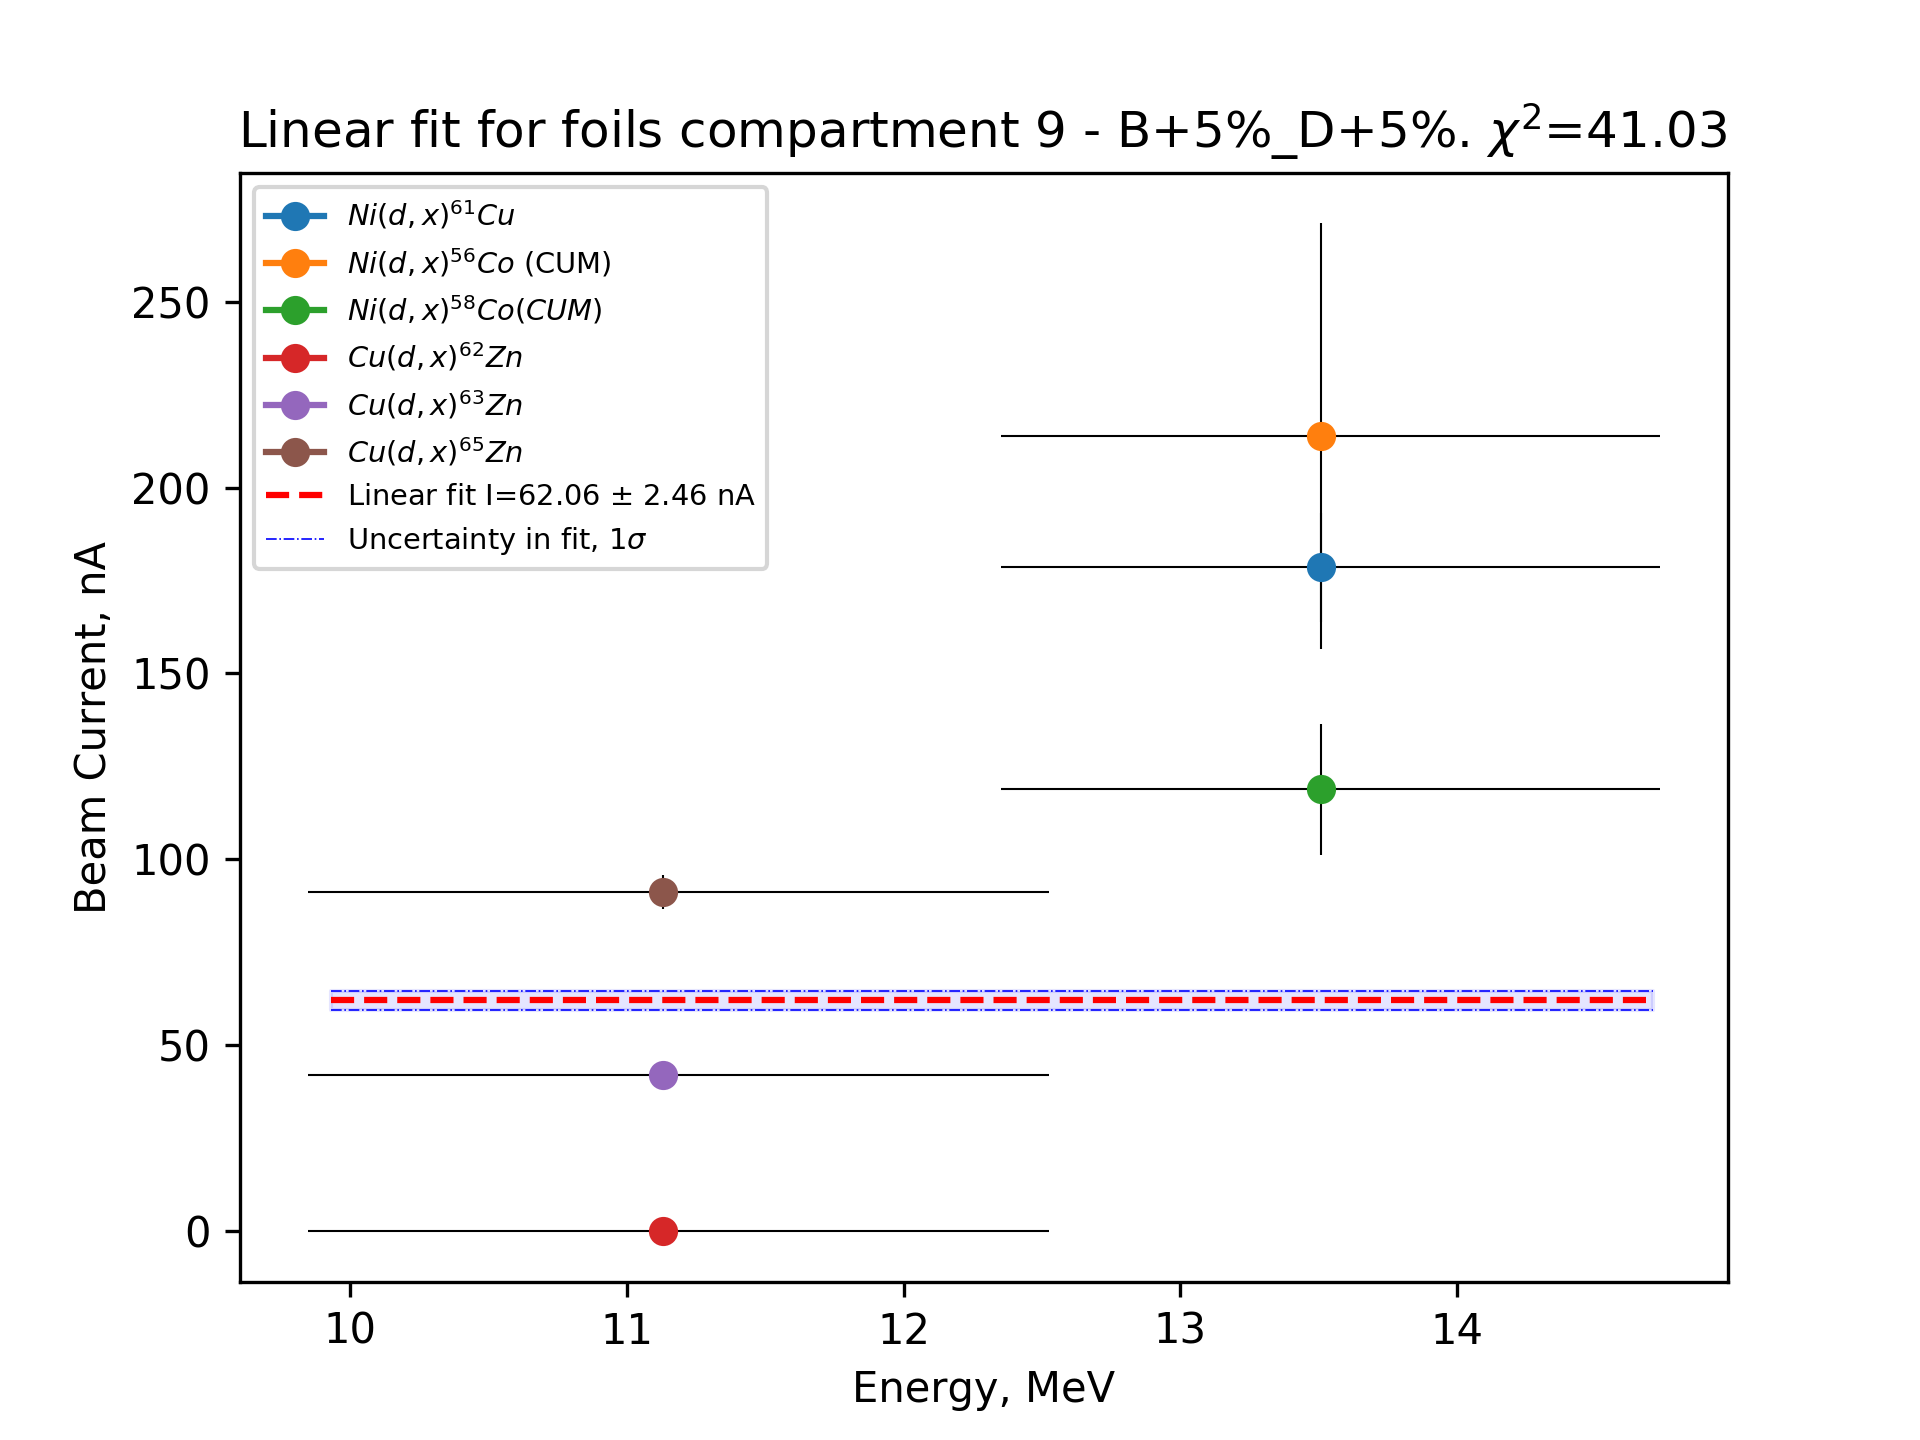 Linear fit for foils compartment 9 - B+5%_D+5%. χ²=41.03
Ni(d, x)⁶¹Cu
Ni(d, x)⁵⁶Co (CUM)
Ni(d, x)⁵⁸Co(CUM)
Cu(d, x)⁶²Zn
Cu(d, x)⁶³Zn
Cu(d, x)⁶⁵Zn
Linear fit I=62.06 ± 2.46 nA
Uncertainty in fit, 1σ
Beam Current, nA
250
200
150
100
50
0
10 11 12 13 14
Energy, MeV